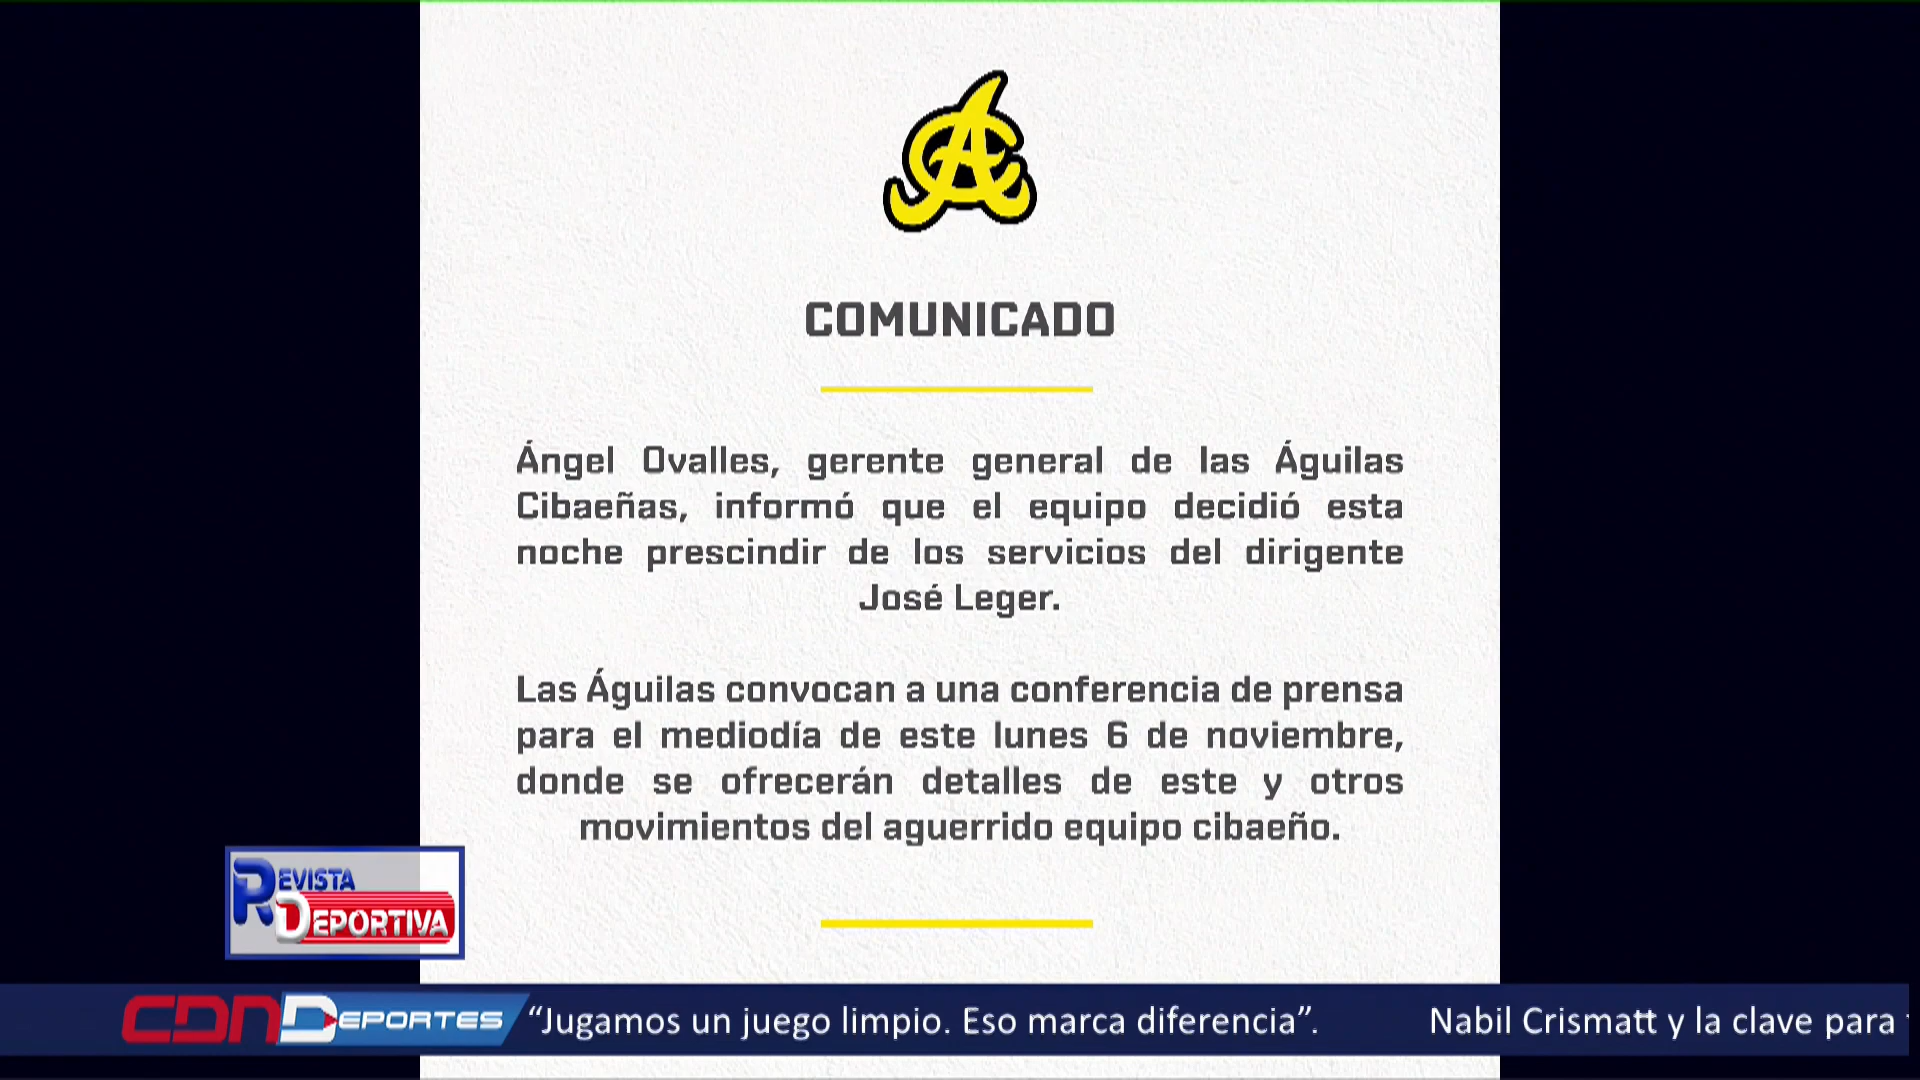 COMUNICADO
Ángel Ovalles, gerente general de las Águilas
Cibaeñas, informó que el equipo decidió esta
noche prescindir de los servicios del dirigente
José Leger.
Las Águilas convocan a una conferencia de prensa
para el mediodía de este lunes 6 de noviembre,
donde se ofrecerán detalles de este y otros
movimientos del aguerrido equipo cibaeño.
REVISTA
DEPORTIVA
CDN DEPORTES “Jugamos un juego limpio. Eso marca diferencia”. Nabil Crismatt y la clave para